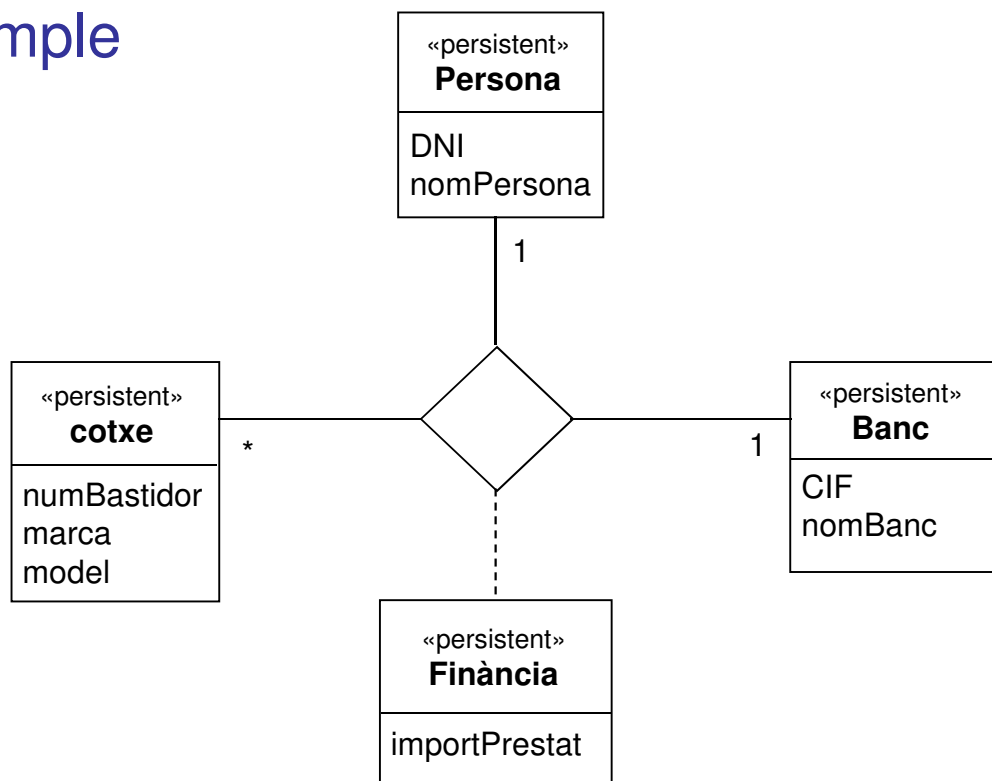 mple
«persistent»
Persona
DNI
nomPersona
1
«persistent»
cotxe
numBastidor
marca
model
*
1
«persistent»
Banc
CIF
nomBanc
«persistent»
Finància
importPrestat